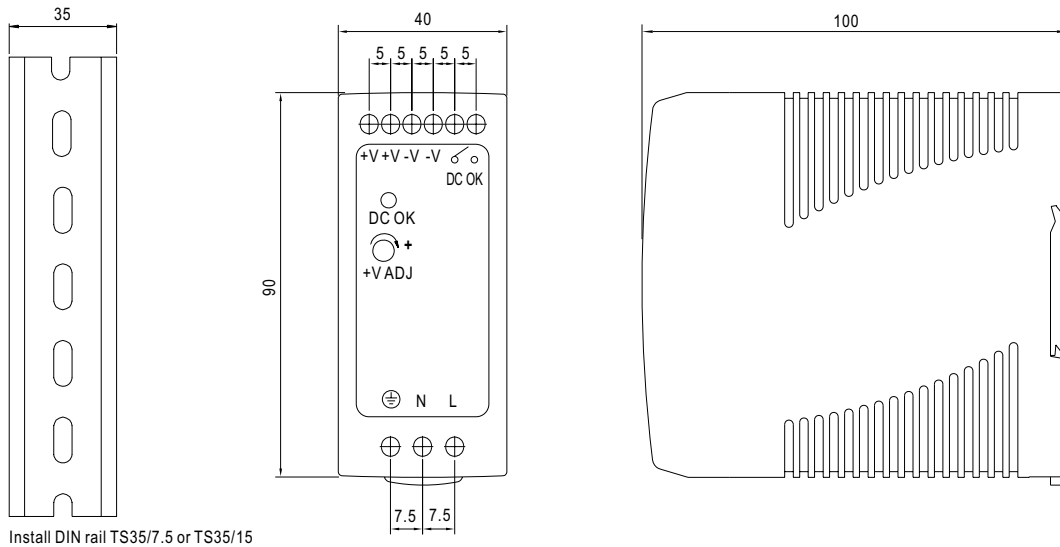 35
40
100
5 5 5 5 5
+V +V -V -V
DC OK
DC OK
+
+V ADJ
90
N L
7.5 7.5
Install DIN rail TS35/7.5 or TS35/15